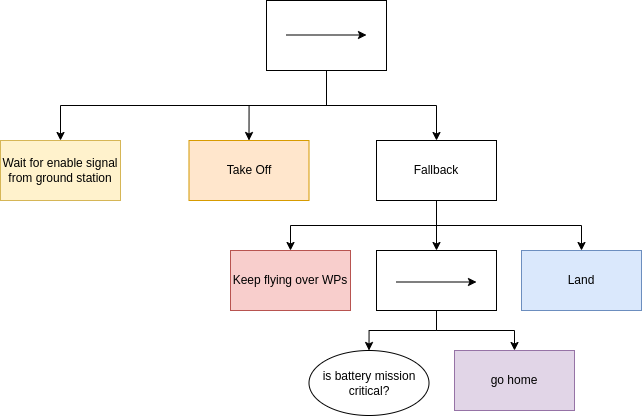 Wait for enable signal
from ground station
Take Off
Fallback
Keep flying over WPs
Land
is battery mission
critical?
go home